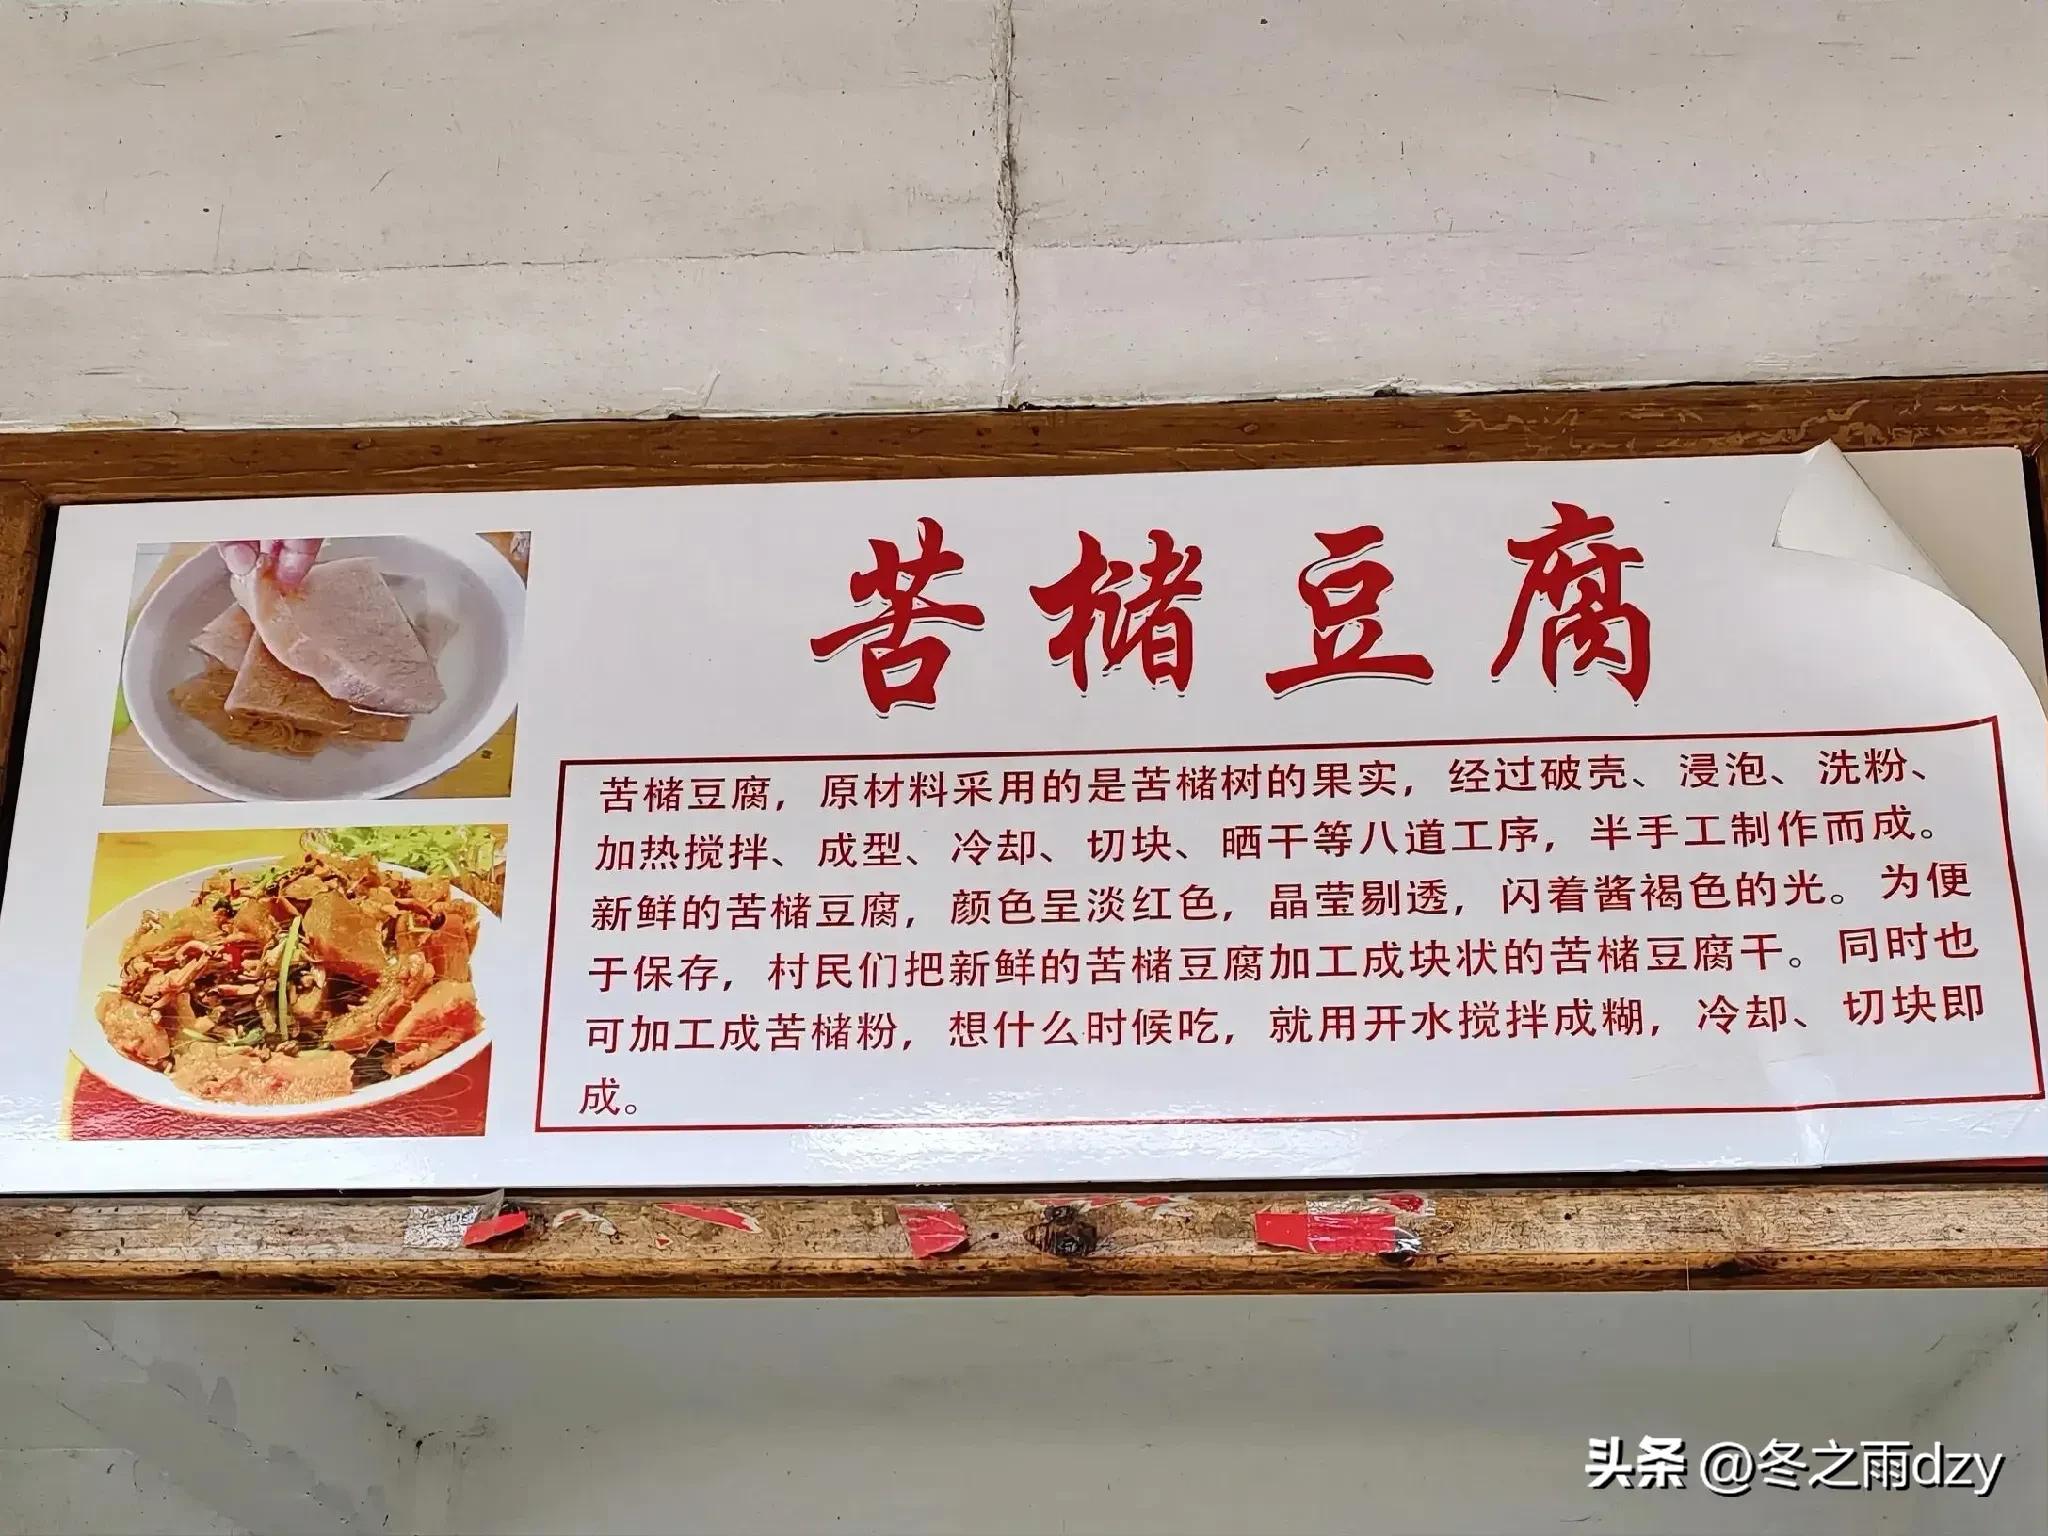 苦槠豆腐
苦槠豆腐，原材料采用的是苦槠树的果实，经过破壳、浸泡、洗粉、
加热搅拌、成型、冷却、切块、晒干等八道工序，半手工制作而成。
新鲜的苦槠豆腐，颜色呈淡红色，晶莹剔透，闪着酱褐色的光。为便
于保存，村民们把新鲜的苦槠豆腐加工成块状的苦槠豆腐干。同时也
可加工成苦槠粉，想什么时候吃，就用开水搅拌成糊，冷却、切块即
成。
头条 @冬之雨dzy